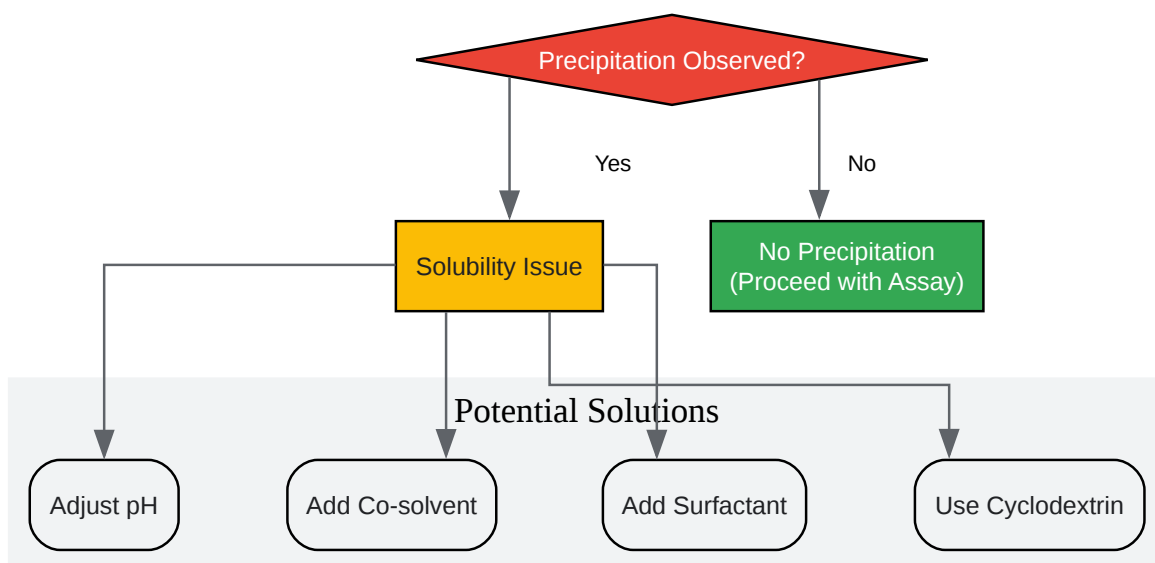 Precipitation Observed?
Yes
No
Solubility Issue
No Precipitation
(Proceed with Assay)
Potential Solutions
Adjust pH
Add Co-solvent
Add Surfactant
Use Cyclodextrin